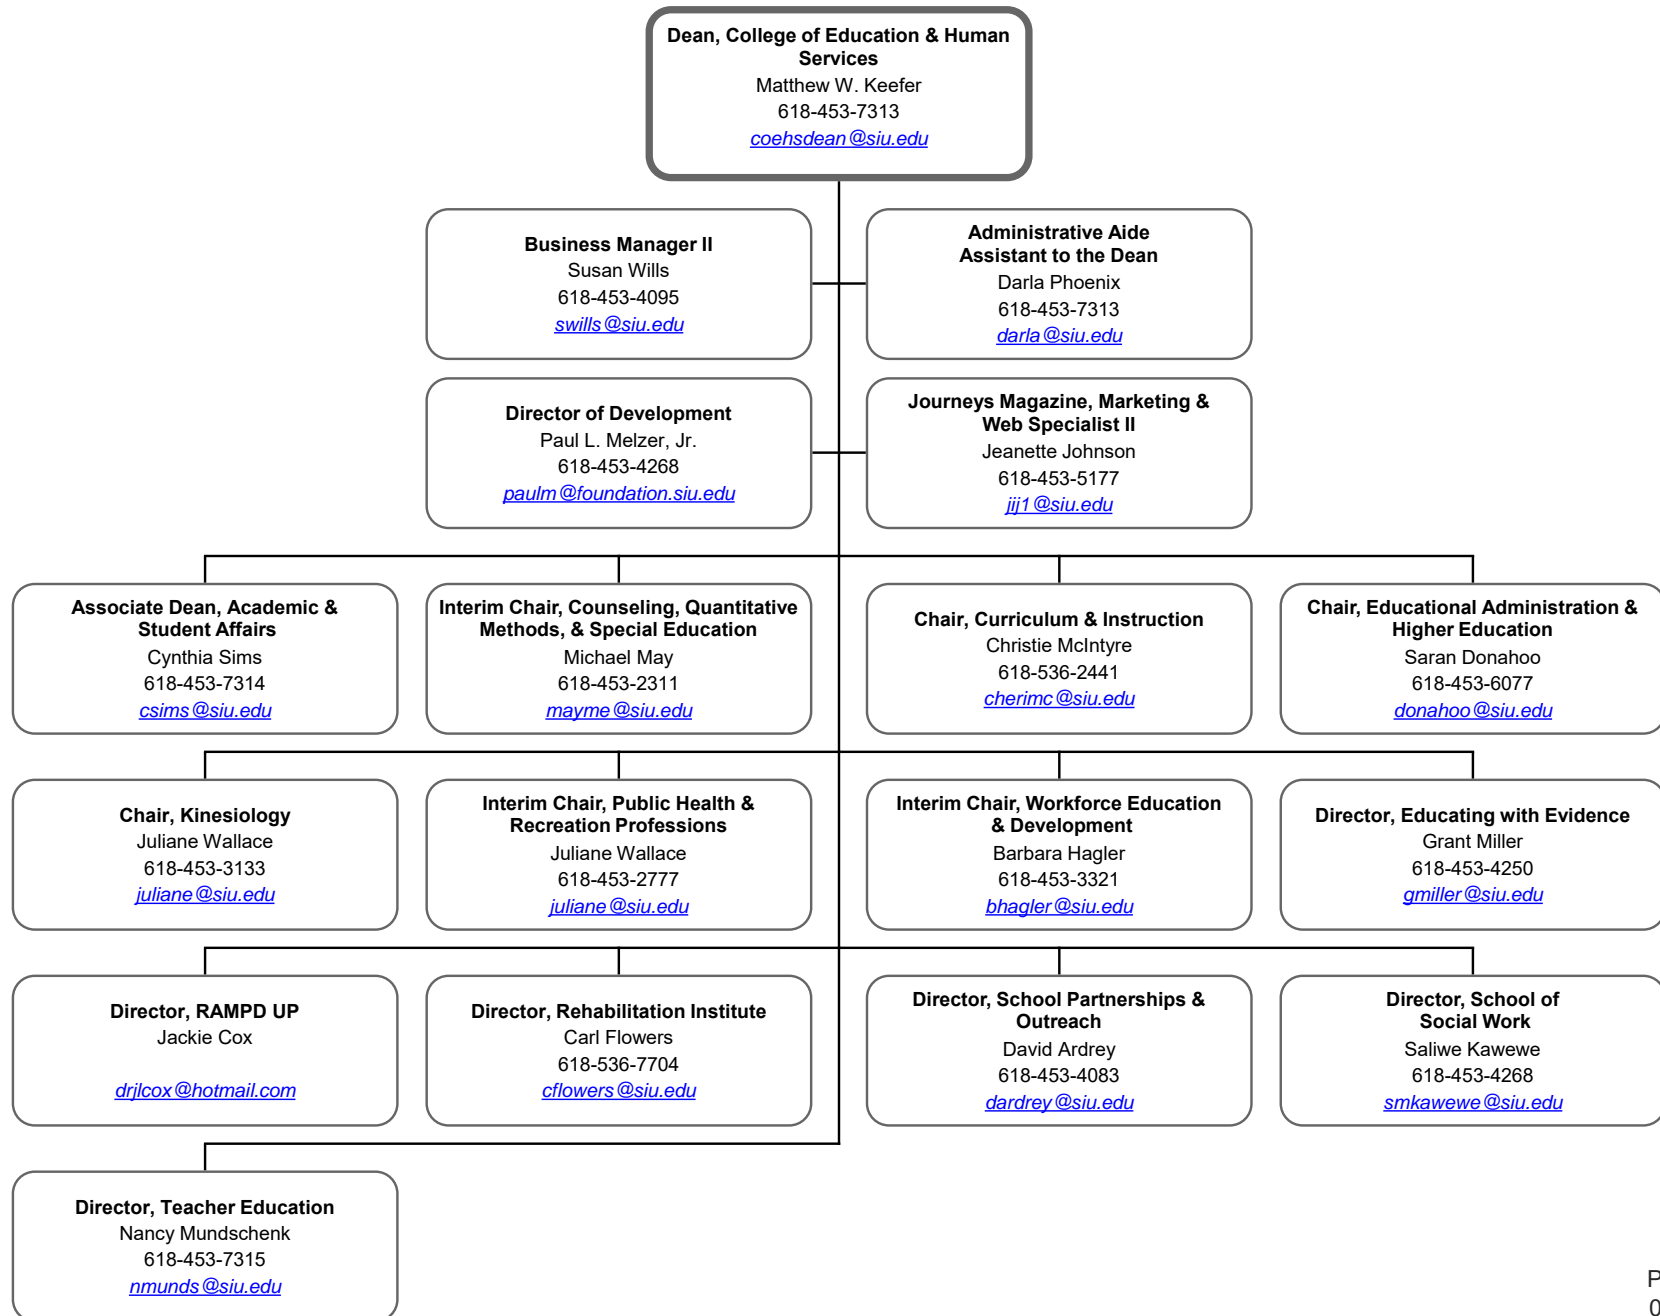 Dean, College of Education & Human
Services
Matthew W. Keefer
618-453-7313
coehsdean@siu.edu
Business Manager II
Susan Wills
618-453-4095
swills@siu.edu
Administrative Aide
Assistant to the Dean
Darla Phoenix
618-453-7313
darla@siu.edu
Director of Development
Paul L. Melzer, Jr.
618-453-4268
paulm@foundation.siu.edu
Journeys Magazine, Marketing &
Web Specialist II
Jeanette Johnson
618-453-5177
jij1@siu.edu
Associate Dean, Academic &
Student Affairs
Cynthia Sims
618-453-7314
csims@siu.edu
Interim Chair, Counseling, Quantitative
Methods, & Special Education
Michael May
618-453-2311
mayme@siu.edu
Chair, Curriculum & Instruction
Christie McIntyre
618-536-2441
cherimc@siu.edu
Chair, Educational Administration &
Higher Education
Saran Donahoo
618-453-6077
donahoo@siu.edu
Chair, Kinesiology
Juliane Wallace
618-453-3133
juliane@siu.edu
Interim Chair, Public Health &
Recreation Professions
Juliane Wallace
618-453-2777
juliane@siu.edu
Interim Chair, Workforce Education
& Development
Barbara Hagler
618-453-3321
bhagler@siu.edu
Director, Educating with Evidence
Grant Miller
618-453-4250
gmiller@siu.edu
Director, RAMPD UP
Jackie Cox
drjlcox@hotmail.com
Director, Rehabilitation Institute
Carl Flowers
618-536-7704
cflowers@siu.edu
Director, School Partnerships &
Outreach
David Ardrey
618-453-4083
dardrey@siu.edu
Director, School of
Social Work
Saliwe Kawewe
618-453-4268
smkawewe@siu.edu
Director, Teacher Education
Nancy Mundschenk
618-453-7315
nmunds@siu.edu